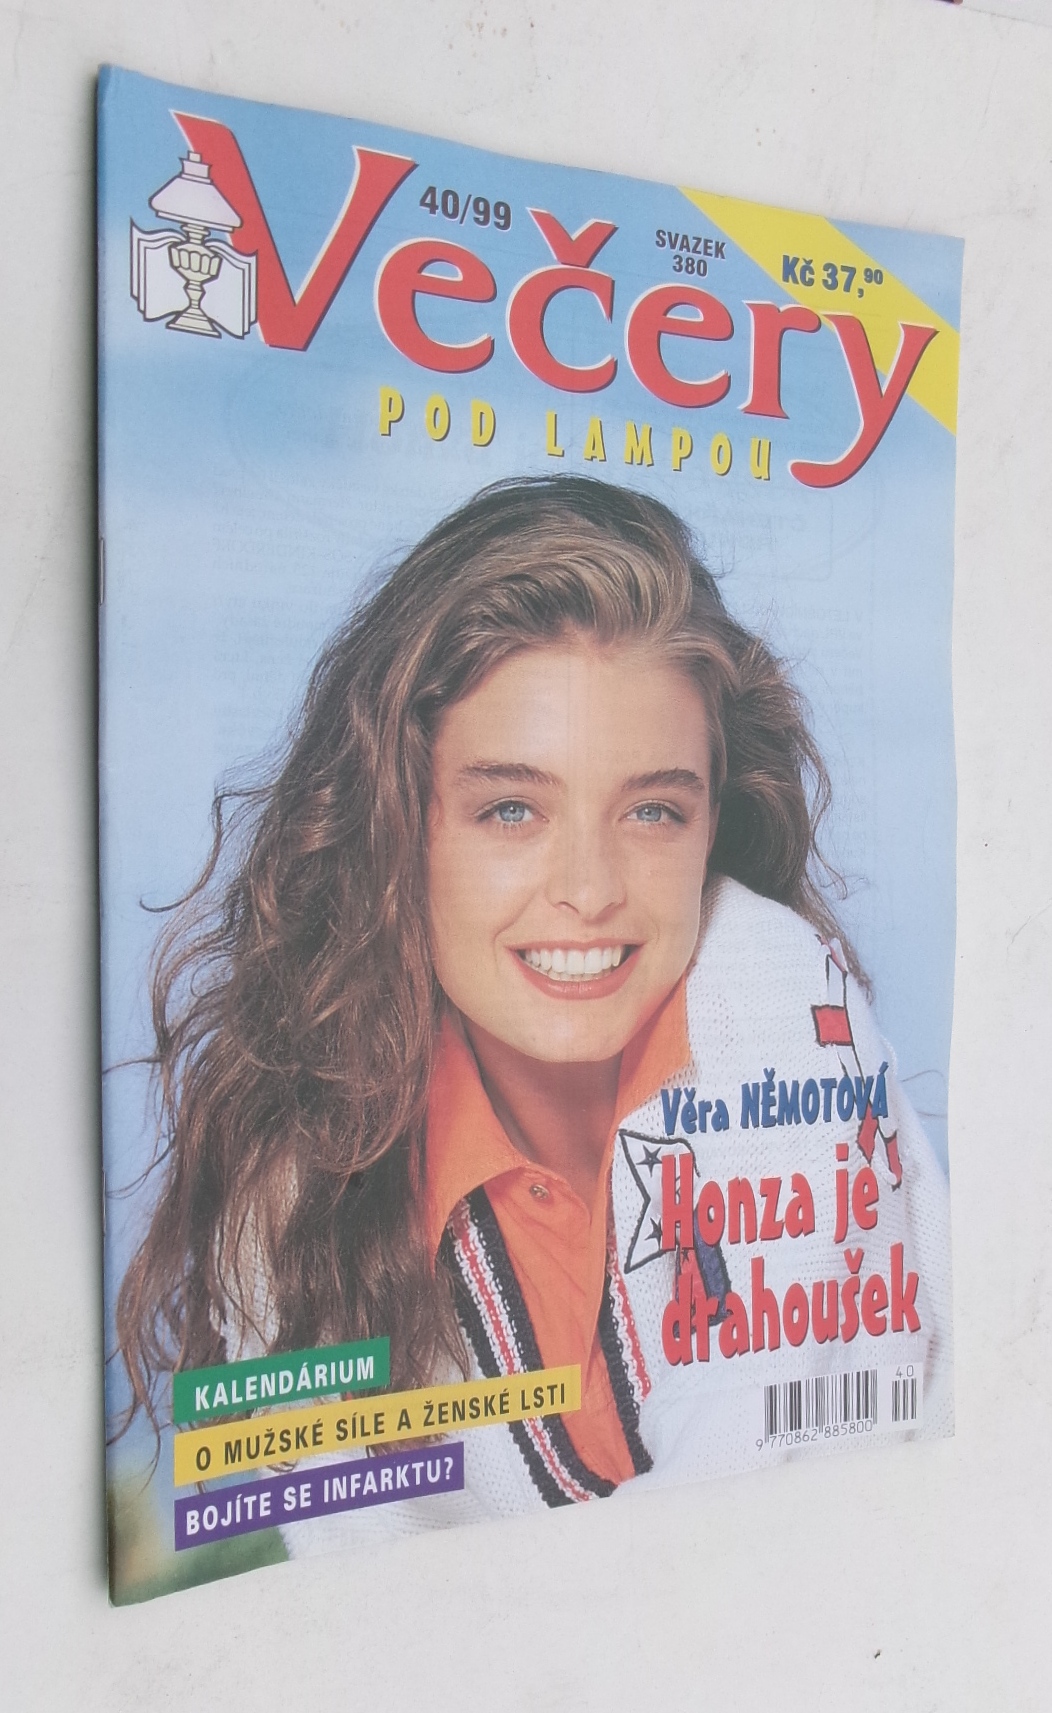 Večery
40/99
SVAZEK
380
Kč 37,90
POD LAMPOU
Věra NĚMOTOVÁ
Honza je
drahoušek
KALENDÁRIUM
O MUŽSKÉ SÍLE A ŽENSKÉ LSTI
BOJÍTE SE INFARKTU?
40
9 770862 885800